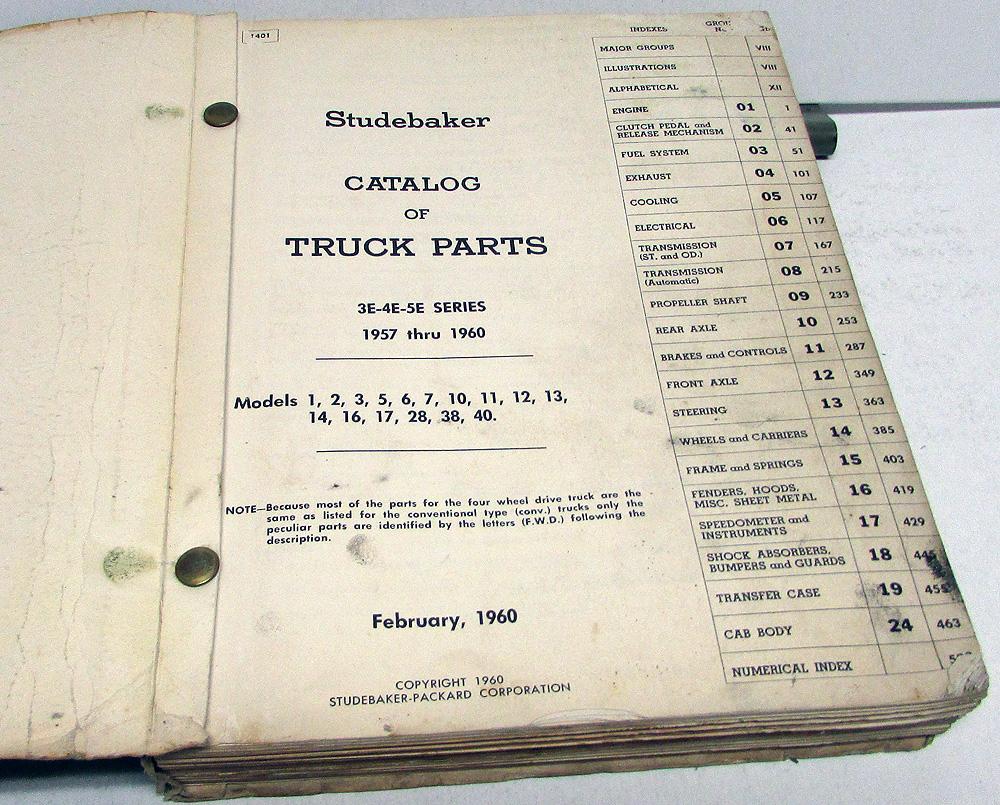 1401
Studebaker
CATALOG
OF
TRUCK PARTS
3E-4E-5E SERIES
1957 thru 1960
Models 1, 2, 3, 5, 6, 7, 10, 11, 12, 13,
14, 16, 17, 28, 38, 40.
NOTE—Because most of the parts for the four wheel drive truck are the
same as listed for the conventional type (conv.) trucks only the
peculiar parts are identified by the letters (F.W.D.) following the
description.
February, 1960
COPYRIGHT 1960
STUDEBAKER-PACKARD CORPORATION
INDEXES
MAJOR GROUPS VIII
ILLUSTRATIONS VIII
ALPHABETICAL XII
ENGINE 01 1
CLUTCH PEDAL and
RELEASE MECHANISM 02 41
FUEL SYSTEM 03 51
EXHAUST 04 101
COOLING 05 107
ELECTRICAL 06 117
TRANSMISSION
(ST. and OD.) 07 167
TRANSMISSION
(Automatic) 08 215
PROPELLER SHAFT 09 233
REAR AXLE 10 253
BRAKES and CONTROLS 11 287
FRONT AXLE 12 349
STEERING 13 363
WHEELS and CARRIERS 14 385
FRAME and SPRINGS 15 403
FENDERS, HOODS,
MISC. SHEET METAL 16 419
SPEEDOMETER and
INSTRUMENTS 17 429
SHOCK ABSORBERS,
BUMPERS and GUARDS 18 445
TRANSFER CASE 19 455
CAB BODY 24 463
NUMERICAL INDEX